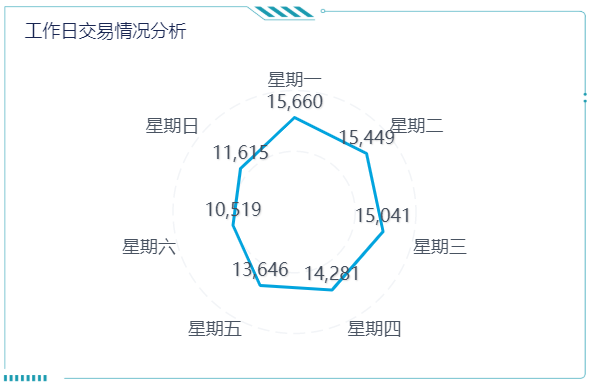 工作日交易情况分析
星期一
15,660
星期二
15,449
星期日
11,615
10,519
15,041
星期六
星期三
13,646
14,281
星期五
星期四